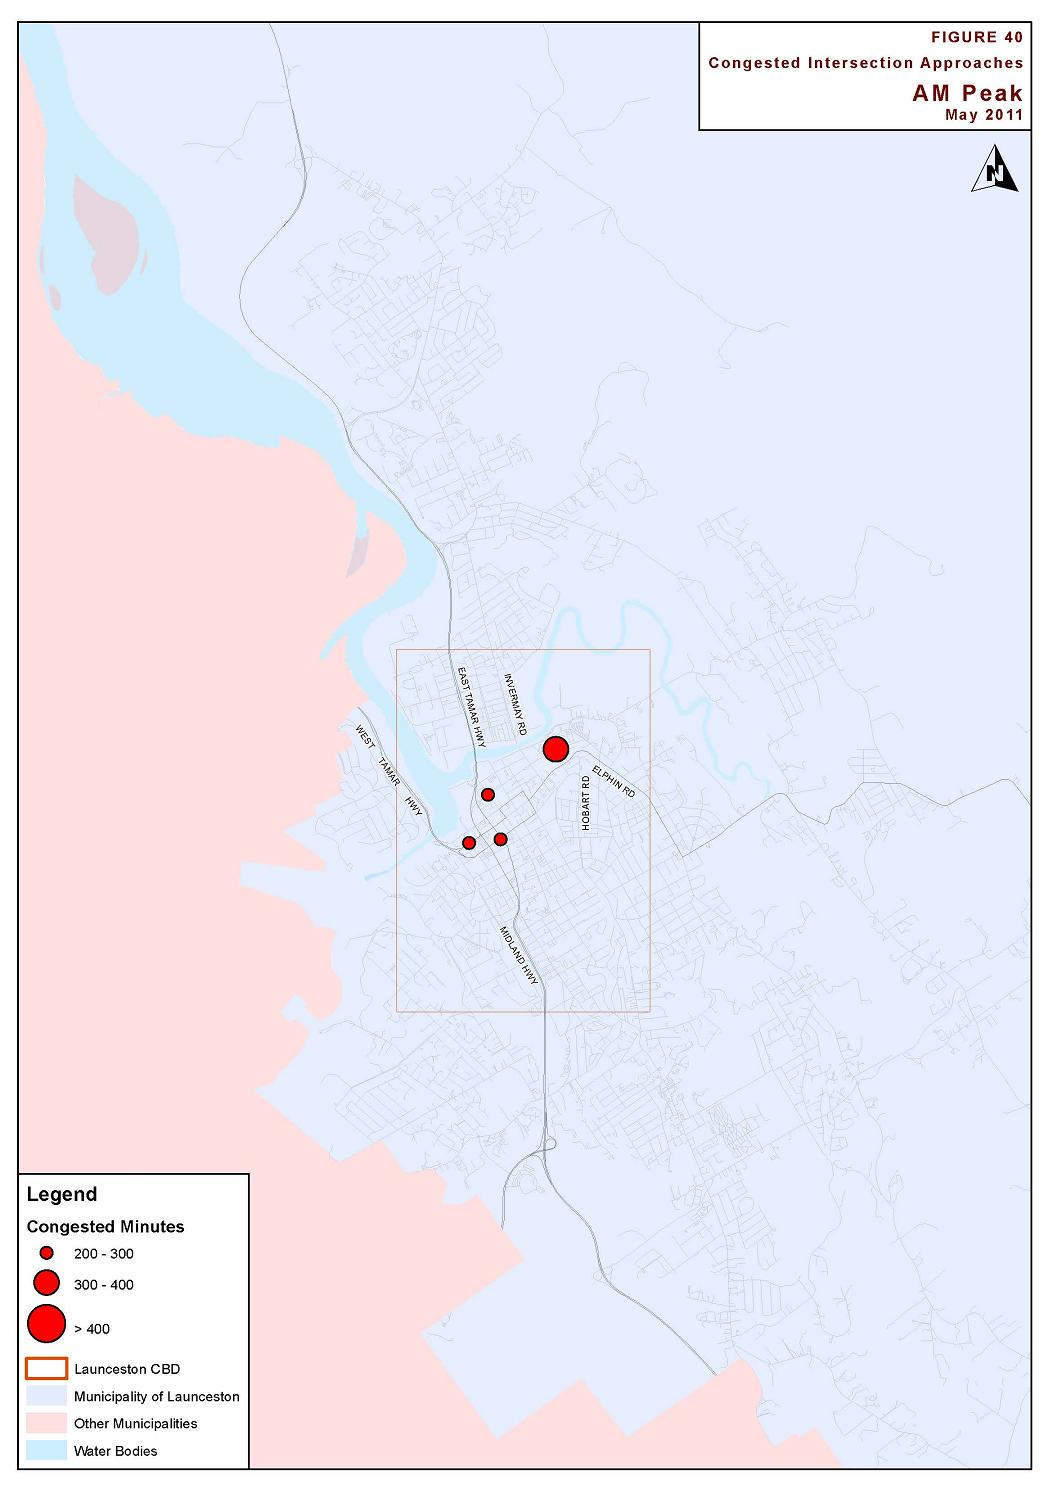 FIGURE 40
Congested Intersection Approaches
AM Peak
May 2011
N
EAST TAMAR HWY
INVERMAY RD
WEST TAMAR HWY
ELPHIN RD
HOBART RD
MIDLAND HWY
Legend
Congested Minutes
200 - 300
300 - 400
> 400
Launceston CBD
Municipality of Launceston
Other Municipalities
Water Bodies